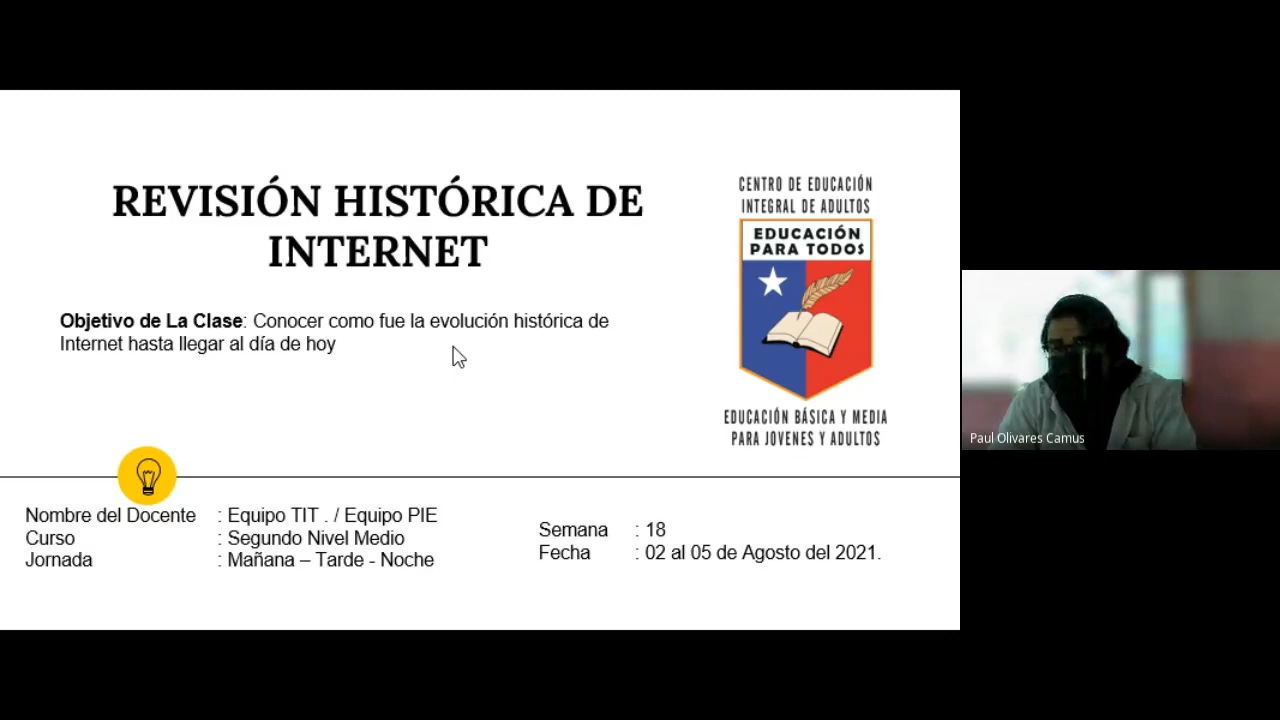 REVISIÓN HISTÓRICA DE
INTERNET
Objetivo de La Clase: Conocer como fue la evolución histórica de
Internet hasta llegar al día de hoy
CENTRO DE EDUCACIÓN
INTEGRAL DE ADULTOS
EDUCACIÓN
PARA TODOS
EDUCACIÓN BÁSICA Y MEDIA
PARA JOVENES Y ADULTOS
Paul Olivares Camus
Nombre del Docente : Equipo TIT . / Equipo PIE
Curso : Segundo Nivel Medio
Jornada : Mañana – Tarde - Noche
Semana : 18
Fecha : 02 al 05 de Agosto del 2021.